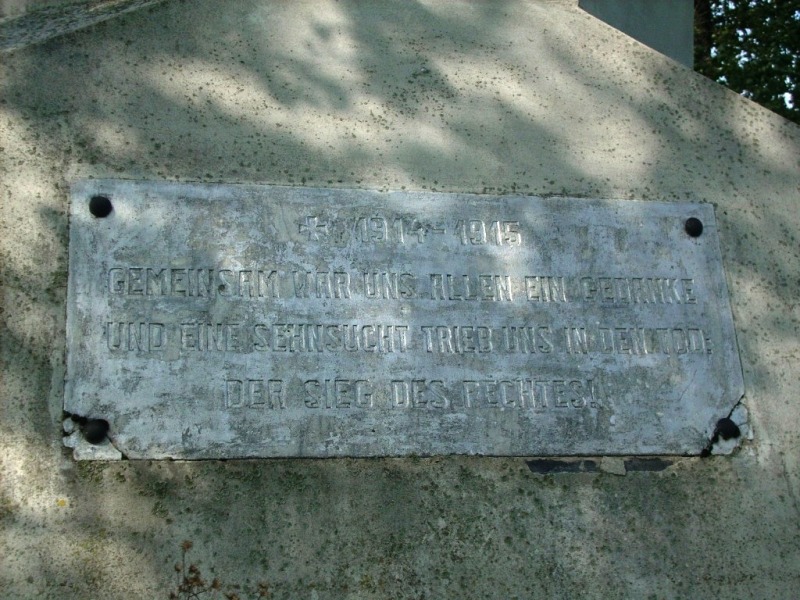 ✠ 1914 - 1915
GEMEINSAM WAR UNS ALLEN EIN GEDANKE
UND EINE SEHNSUCHT TRIEB UNS IN DEN TOD:
DER SIEG DES RECHTES!